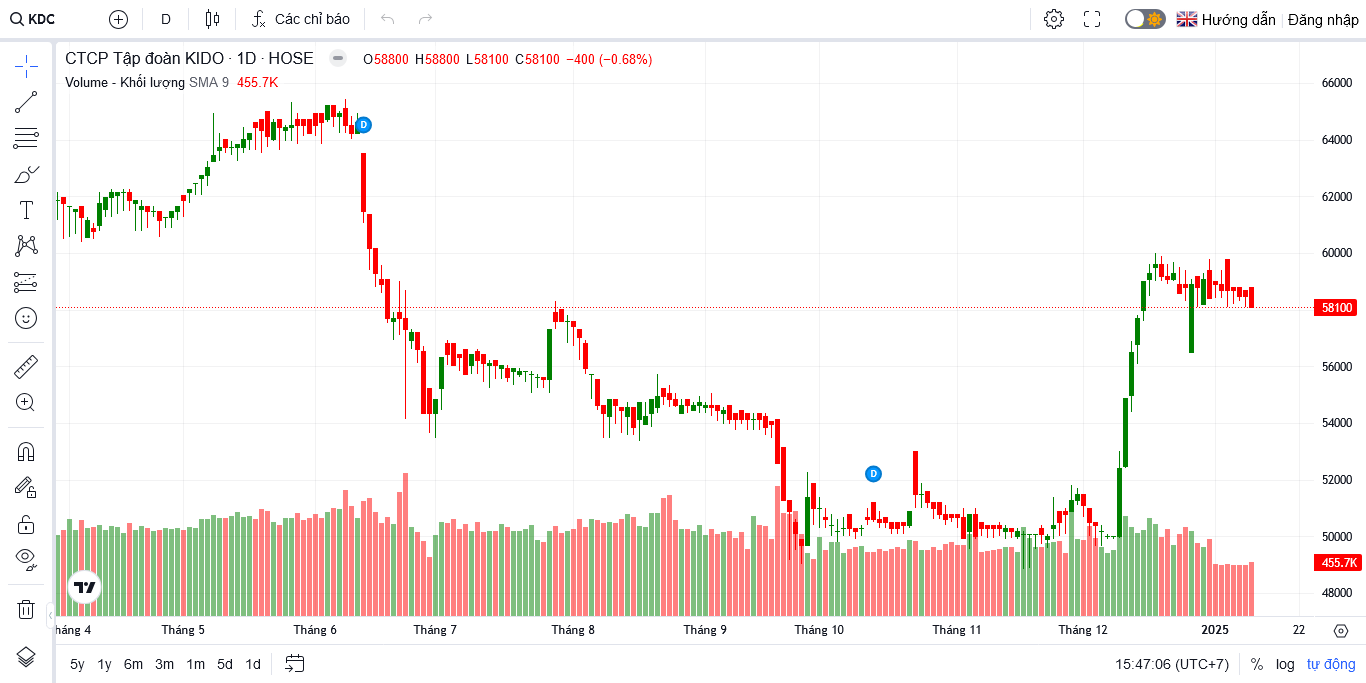 KDC D Các chỉ báo Hướng dẫn Đăng nhập
CTCP Tập đoàn KIDO · 1D · HOSE O58800 H58800 L58100 C58100 −400 (−0.68%)
Volume - Khối lượng SMA 9 455.7K
66000
64000
62000
60000
58100
56000
54000
52000
50000
455.7K
48000
D
D
háng 4 Tháng 5 Tháng 6 Tháng 7 Tháng 8 Tháng 9 Tháng 10 Tháng 11 Tháng 12 2025 22
5y 1y 6m 3m 1m 5d 1d 15:47:06 (UTC+7) % log tự động